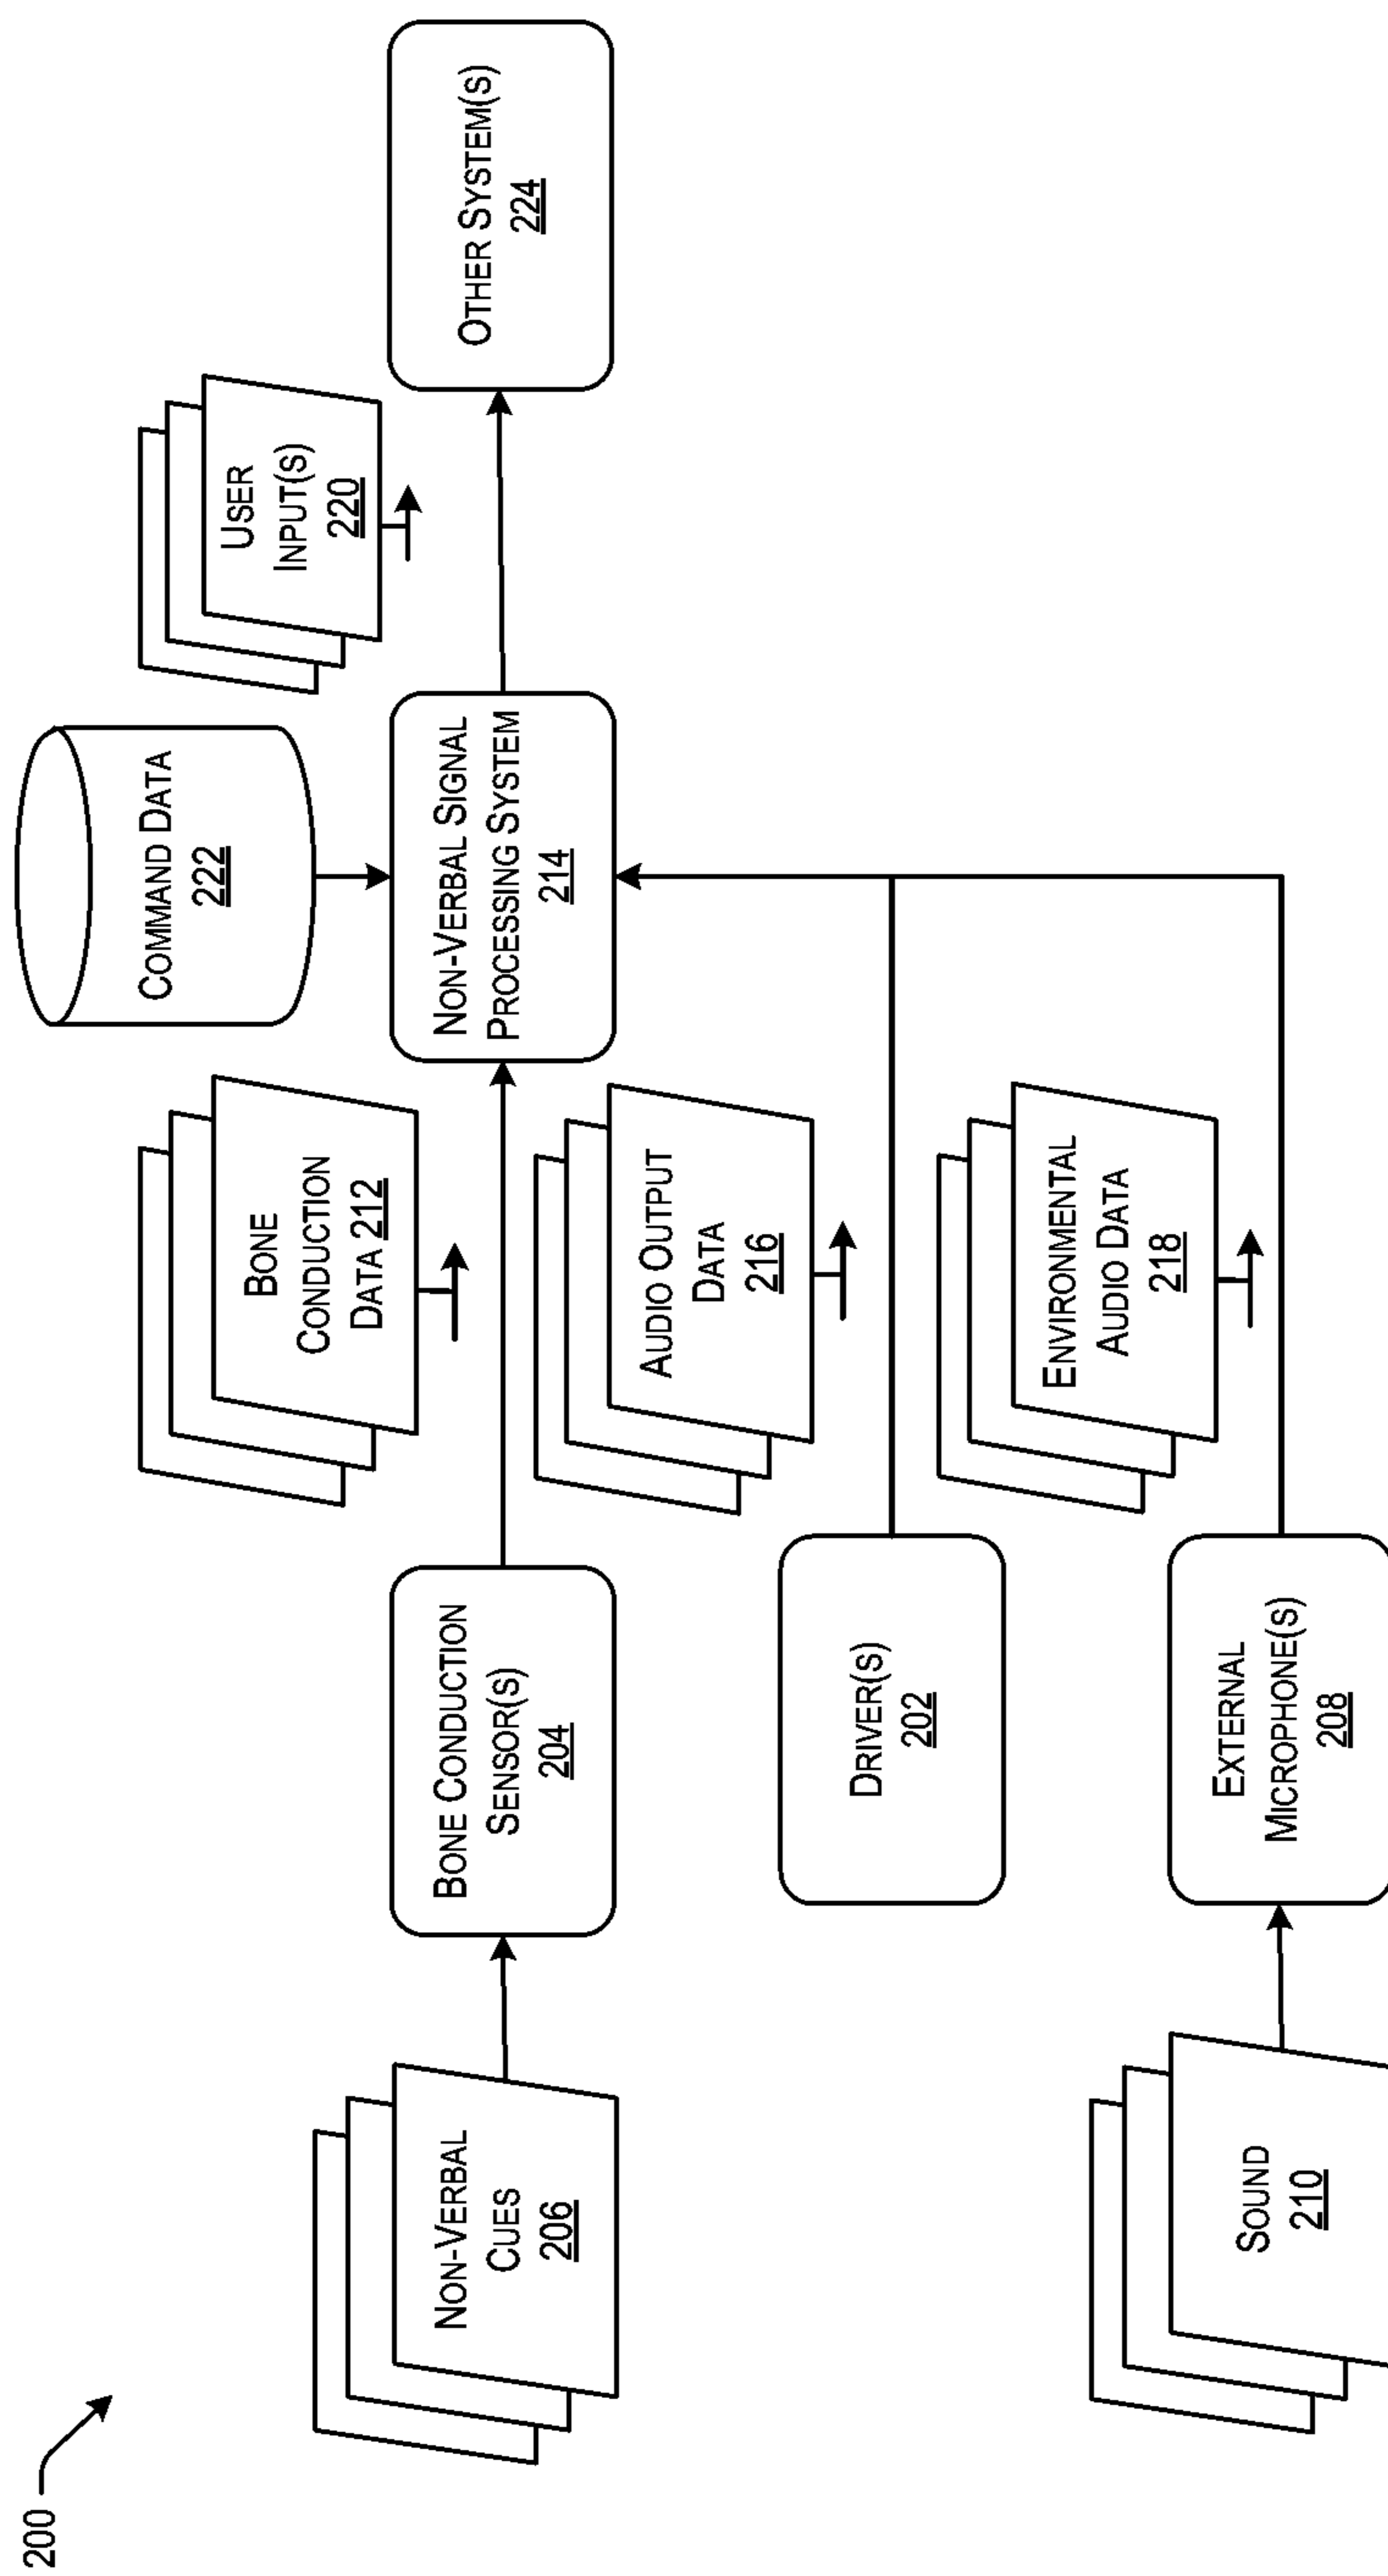 200
NON-VERBAL
CUES
206
BONE CONDUCTION
SENSOR(S)
204
BONE
CONDUCTION
DATA 212
COMMAND DATA
222
NON-VERBAL SIGNAL
PROCESSING SYSTEM
214
USER
INPUT(S)
220
OTHER SYSTEM(S)
224
DRIVER(S)
202
AUDIO OUTPUT
DATA
216
SOUND
210
EXTERNAL
MICROPHONE(S)
208
ENVIRONMENTAL
AUDIO DATA
218